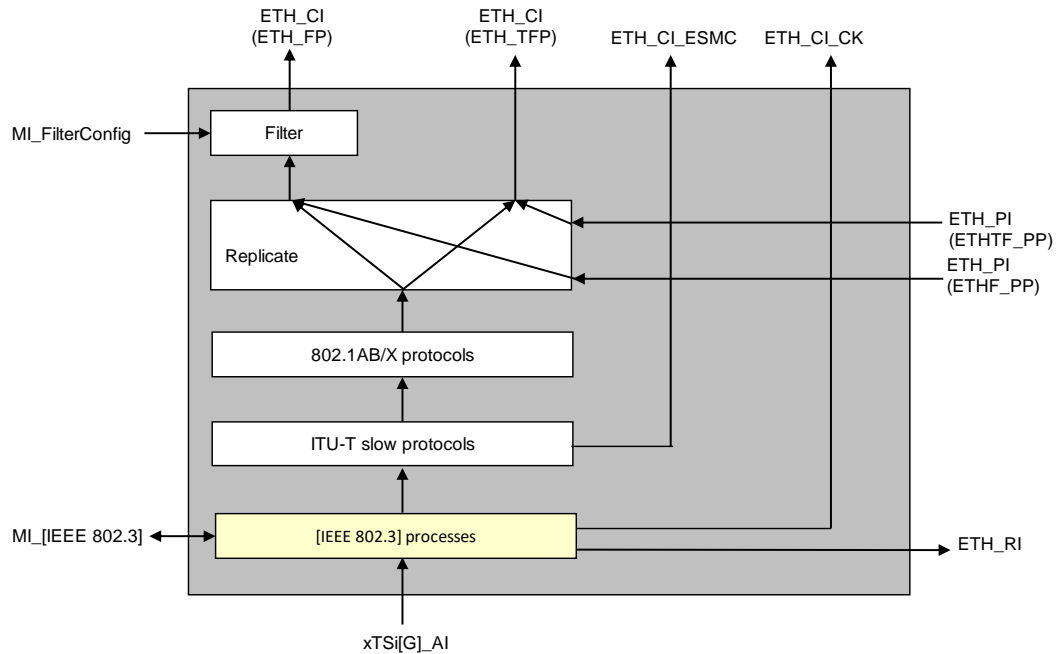 ETH_CI
(ETH_FP)
ETH_CI
(ETH_TFP)
ETH_CI_ESMC
ETH_CI_CK
MI_FilterConfig
Filter
Replicate
ETH_PI
(ETHTF_PP)
ETH_PI
(ETHF_PP)
802.1AB/X protocols
ITU-T slow protocols
MI_[IEEE 802.3]
[IEEE 802.3] processes
ETH_RI
xTSi[G]_AI